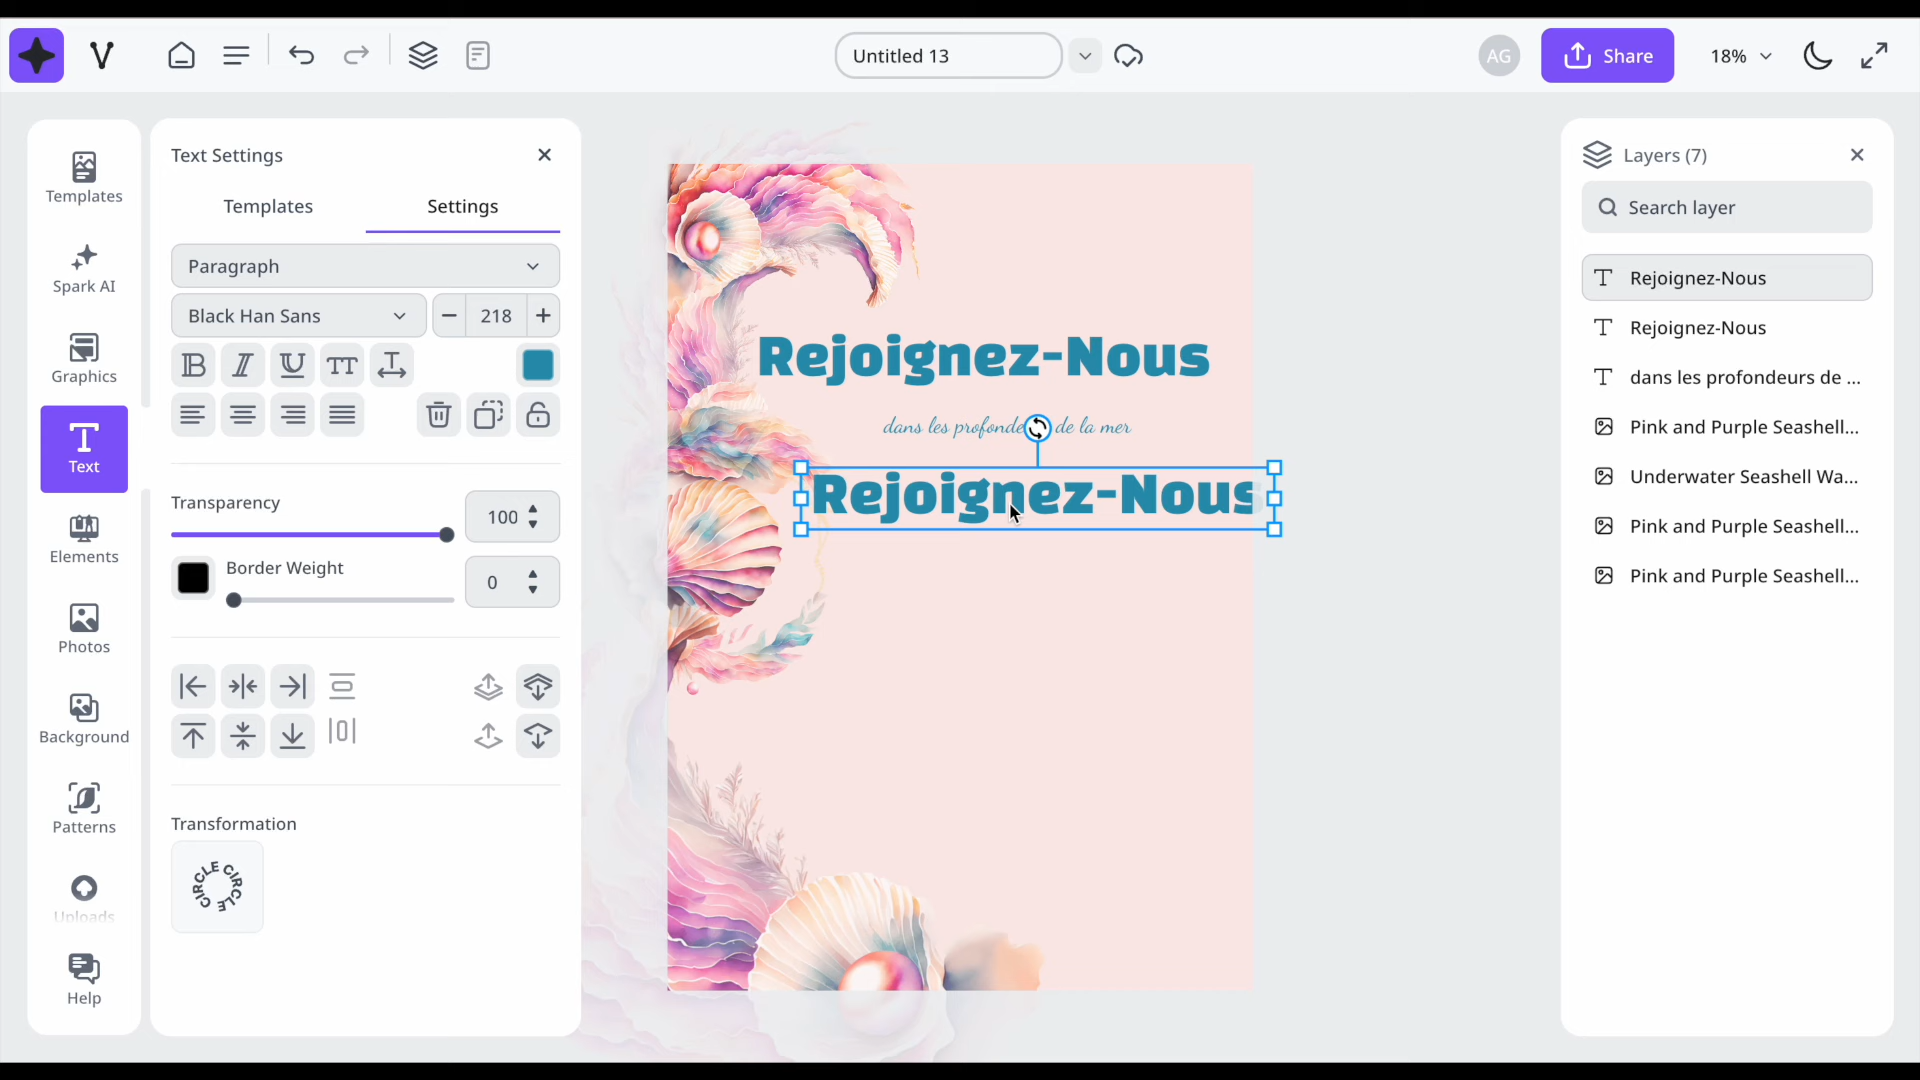 Untitled 13
AG
Share
18%
Templates
Spark AI
Graphics
Text
Elements
Photos
Background
Patterns
Uploads
Help
Text Settings
Templates Settings
Paragraph
Black Han Sans
218
Transparency
100
Border Weight
0
Transformation
CIRCLE CIRCLE
Rejoignez-Nous
dans les profonde de la mer
Rejoignez-Nous
Layers (7)
Search layer
Rejoignez-Nous
Rejoignez-Nous
dans les profondeurs de ...
Pink and Purple Seashell...
Underwater Seashell Wa...
Pink and Purple Seashell...
Pink and Purple Seashell...